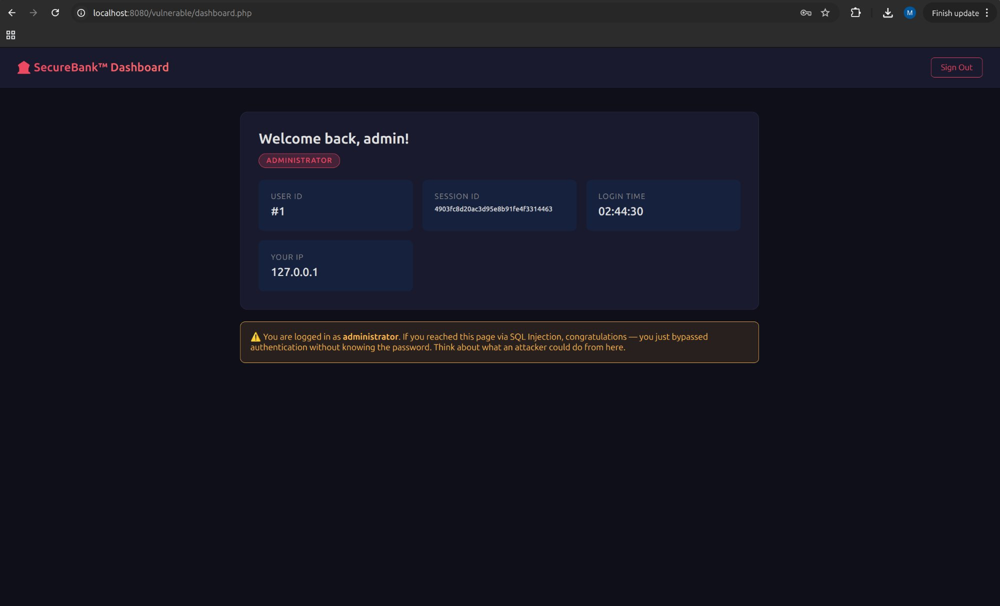 localhost:8080/vulnerable/dashboard.php
M
Finish update
SecureBank™ Dashboard
Sign Out
Welcome back, admin!
ADMINISTRATOR
USER ID
#1
SESSION ID
4903fc8d20ac3d95e8b91fe4f3314463
LOGIN TIME
02:44:30
YOUR IP
127.0.0.1
⚠️ You are logged in as administrator. If you reached this page via SQL Injection, congratulations — you just bypassed
authentication without knowing the password. Think about what an attacker could do from here.